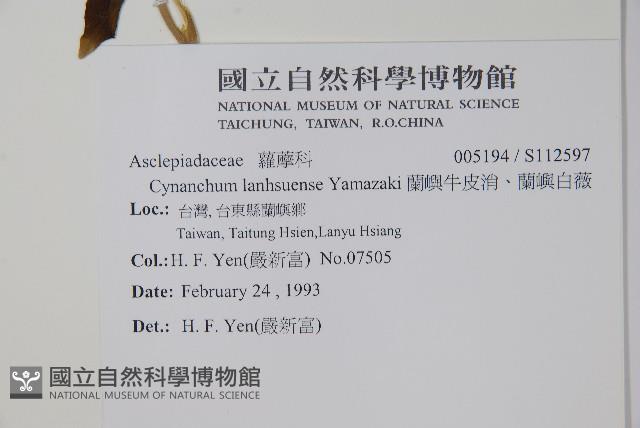 國立自然科學博物館
NATIONAL MUSEUM OF NATURAL SCIENCE
TAICHUNG, TAIWAN, R.O.CHINA
Asclepiadaceae 蘿藦科 005194 / S112597
Cynanchum lanhsuense Yamazaki 蘭嶼牛皮消、蘭嶼白薇
Loc.: 台灣, 台東縣蘭嶼鄉
Taiwan, Taitung Hsien,Lanyu Hsiang
Col.:H. F. Yen(嚴新富) No.07505
Date: February 24 , 1993
Det.: H. F. Yen(嚴新富)
國立自然科學博物館
NATIONAL MUSEUM OF NATURAL SCIENCE